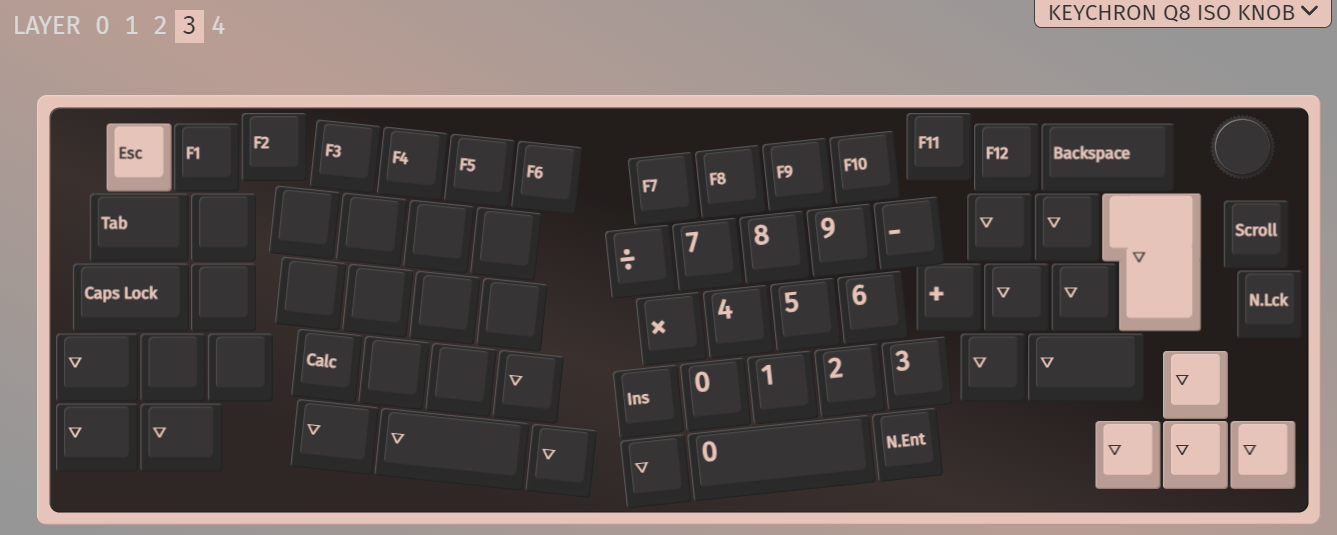 LAYER 0 1 2 3 4
KEYCHRON Q8 ISO KNOB
Esc F1 F2 F3 F4 F5 F6 F7 F8 F9 F10 F11 F12 Backspace
Tab ÷ 7 8 9 - ▽ ▽ ▽ Scroll
Caps Lock × 4 5 6 + ▽ ▽ N.Lck
▽ Calc ▽ Ins 0 1 2 3 ▽ ▽ ▽
▽ ▽ ▽ ▽ ▽ ▽ 0 N.Ent ▽ ▽ ▽